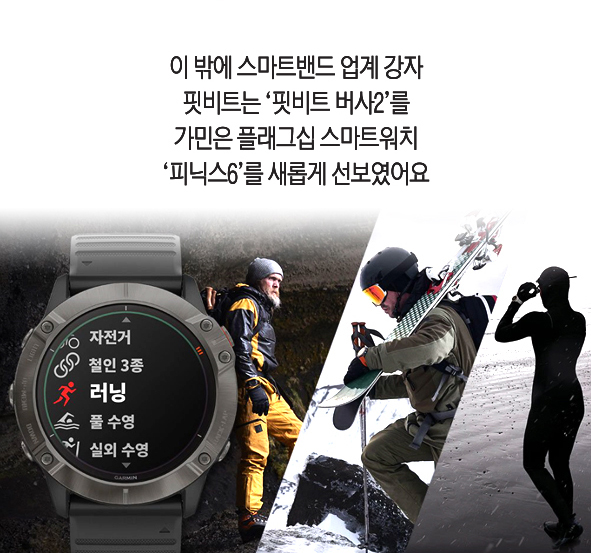 이 밖에 스마트밴드 업계 강자
핏비트는 ‘핏비트 버사2’를
가민은 플래그십 스마트워치
‘피닉스6’를 새롭게 선보였어요
자전거
철인 3종
러닝
풀 수영
실외 수영
GARMIN